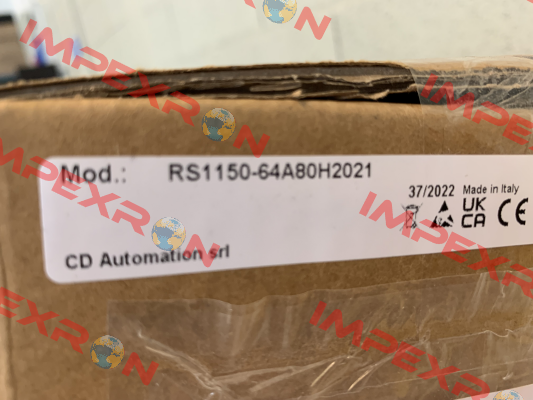 Mod.: RS1150-64A80H2021
37/2022 Made in Italy
UK
CA CE
CD Automation srl
IMPEXRON
IMPEXRON
IMPEXRON
IMPEXRON
IMPEXRON
IMPEXRON